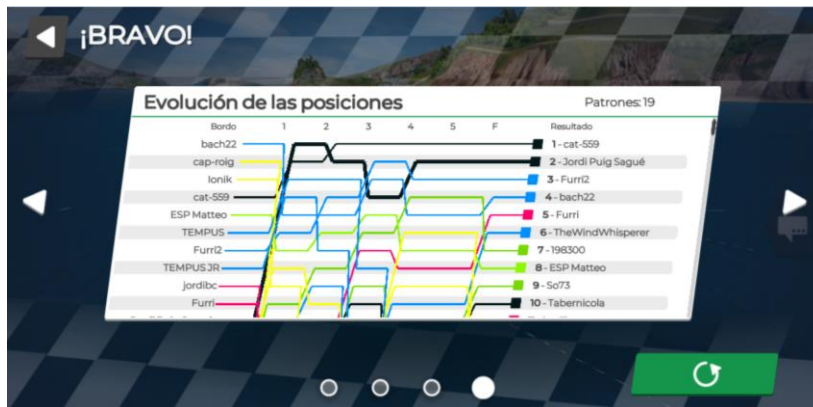 ¡BRAVO!
Evolución de las posiciones
Patrones: 19
Bordo 1 2 3 4 5 F Resultado
bach22 1 - cat-559
cap-roig 2 - Jordi Puig Sagué
lonik 3 - Furri2
cat-559 4 - bach22
ESP Matteo 5 - Furri
TEMPUS 6 - TheWindWhisperer
Furri2 7 - 198300
TEMPUS JR 8 - ESP Matteo
jordibc 9 - So73
Furri 10 - Tabernicola